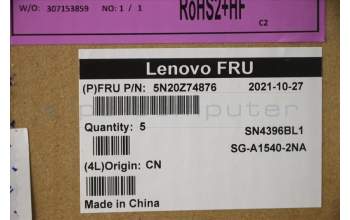 W/O: 307153859 NO: 1 / 1 RoHS2+HF
C2
Lenovo FRU
(P)FRU P/N: 5N20Z74876 2021-10-27
Quantity: 5 SN4396BL1
SG-A1540-2NA
(4L)Origin: CN
Made in China